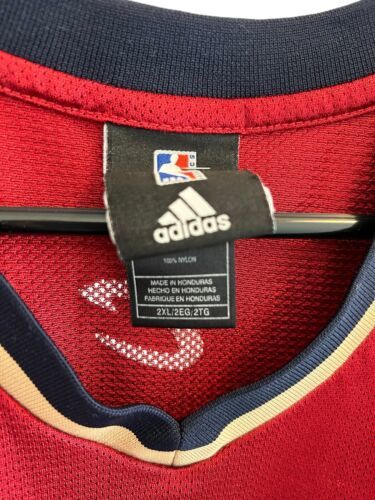 adidas
100% NYLON
MADE IN HONDURAS
HECHO EN HONDURAS
FABRIQUE EN HONDURAS
2XL/2EG/2TG